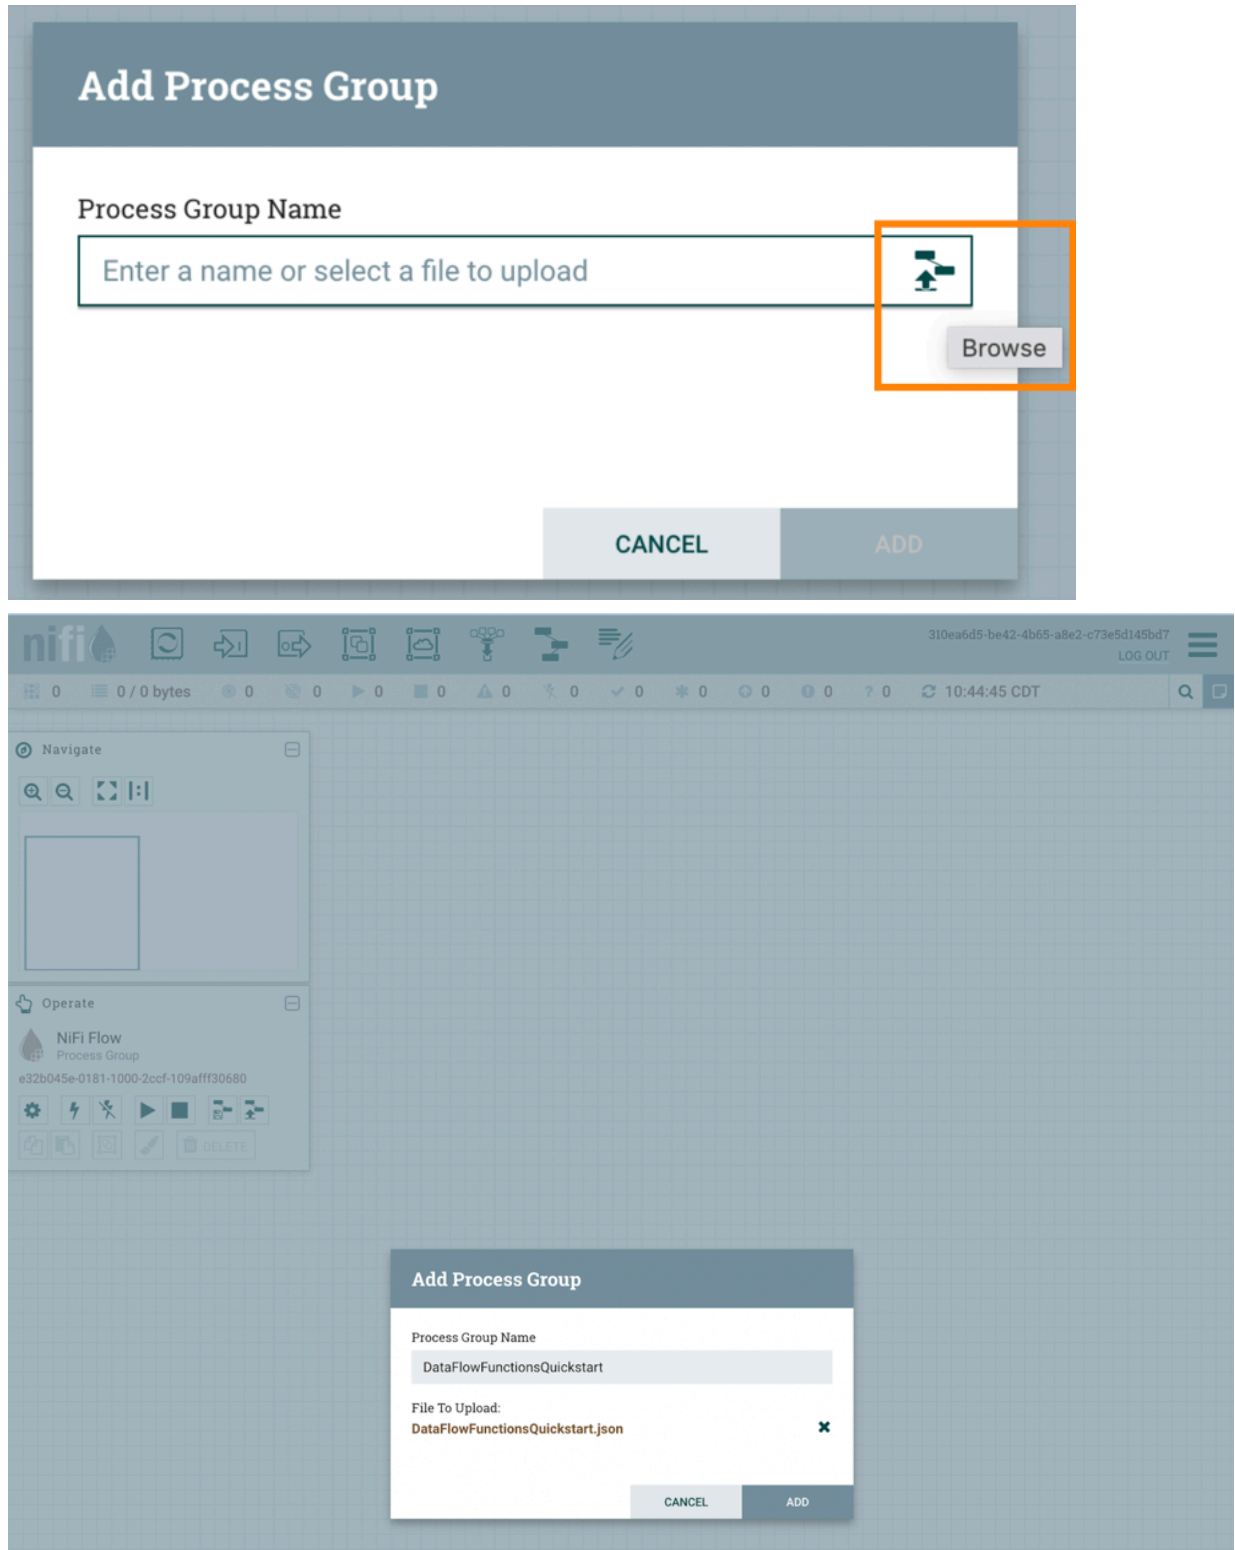 Add Process Group
Process Group Name
Enter a name or select a file to upload
Browse
CANCEL ADD
nifi
310ea6d5-be42-4b65-a8e2-c73e5d145bd7
LOG OUT
0 0 / 0 bytes 0 0 0 0 0 0 0 0 0 0 ? 0 10:44:45 CDT
Navigate
Operate
NiFi Flow
Process Group
e32b045e-0181-1000-2ccf-109afff30680
DELETE
Add Process Group
Process Group Name
DataFlowFunctionsQuickstart
File To Upload:
DataFlowFunctionsQuickstart.json
CANCEL ADD